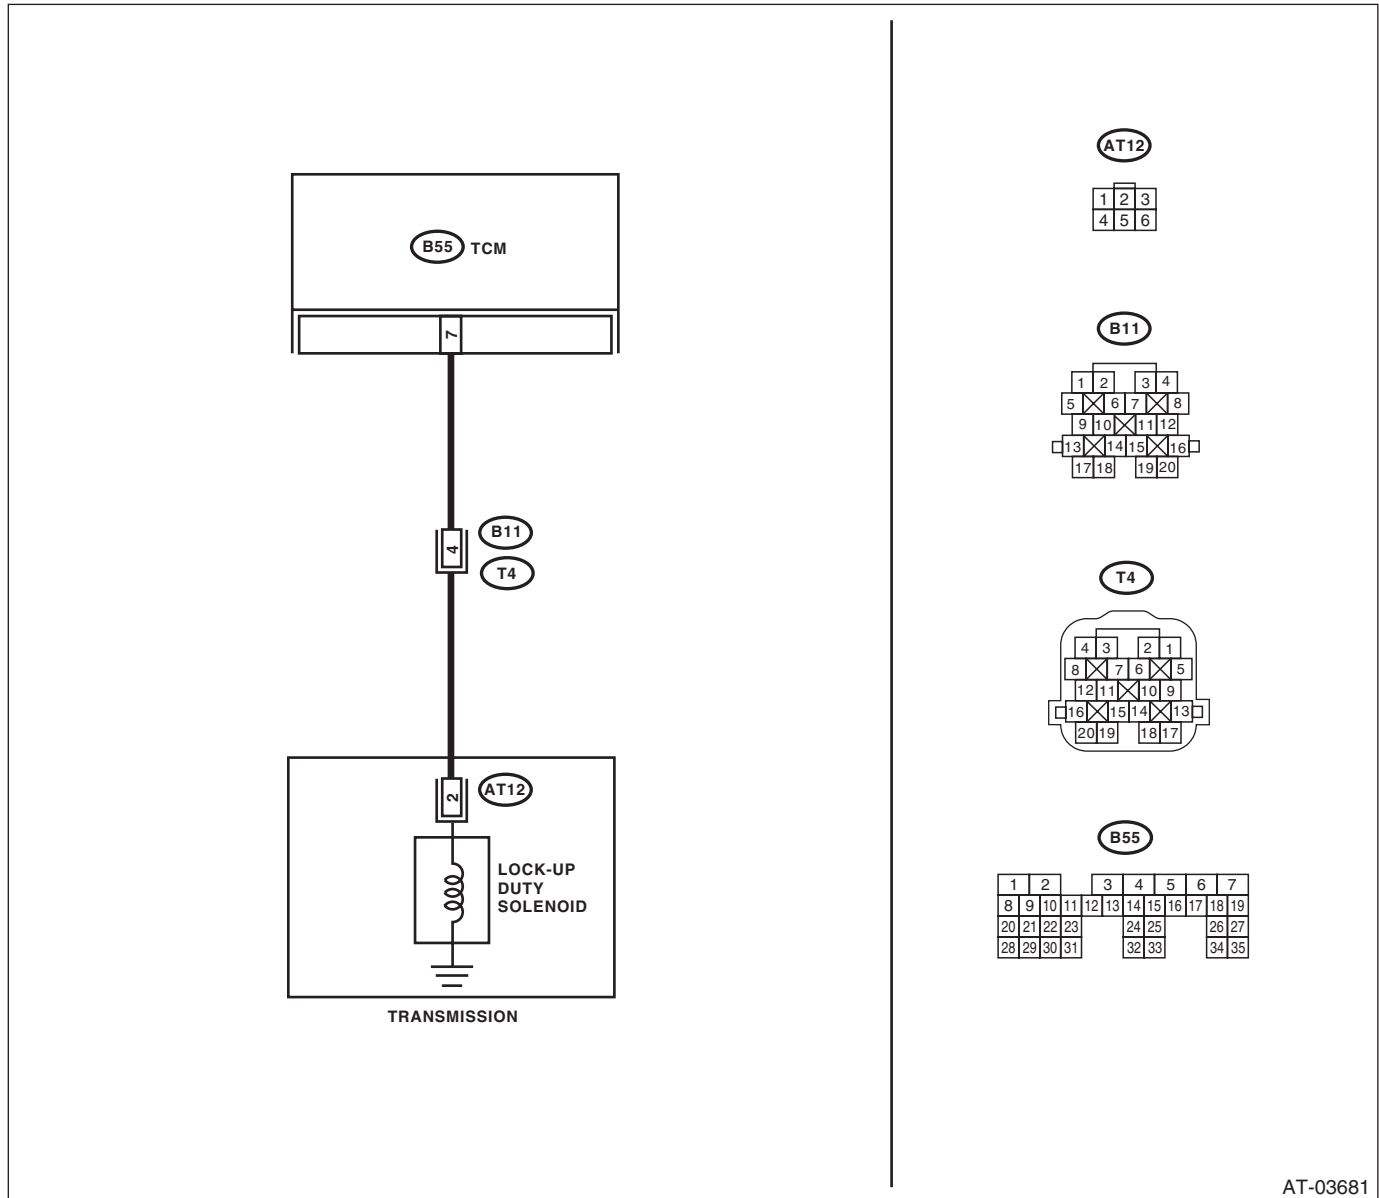 B55 TCM
7
4
B11
T4
2
AT12
LOCK-UP
DUTY
SOLENOID
TRANSMISSION
AT12
1 2 3
4 5 6
B11
1 2 3 4
5 6 7 8
9 10 11 12
13 14 15 16
17 18 19 20
T4
4 3 2 1
8 7 6 5
12 11 10 9
16 15 14 13
20 19 18 17
B55
1 2 3 4 5 6 7
8 9 10 11 12 13 14 15 16 17 18 19
20 21 22 23 24 25 26 27
28 29 30 31 32 33 34 35
AT-03681